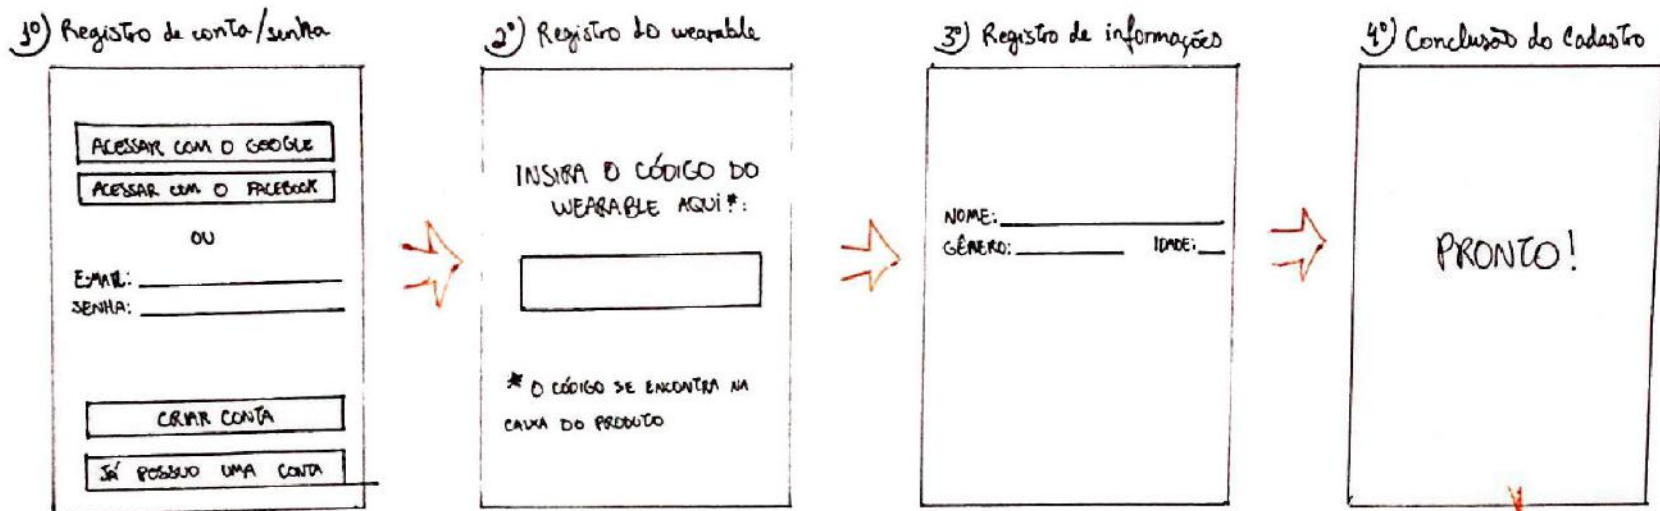 1º) Registro de conta/senha
ACESSAR COM O GOOGLE
ACESSAR COM O FACEBOOK
OU
E-MAIL:
SENHA:
CRIAR CONTA
JÁ POSSUO UMA CONTA
2º) Registro do wearable
INSIRA O CÓDIGO DO
WEARABLE AQUI*:
* O CÓDIGO SE ENCONTRA NA
CAIXA DO PRODUTO
3º) Registro de informações
NOME:
GÊNERO: IDADE:
4º) Conclusão do Cadastro
PRONTO!